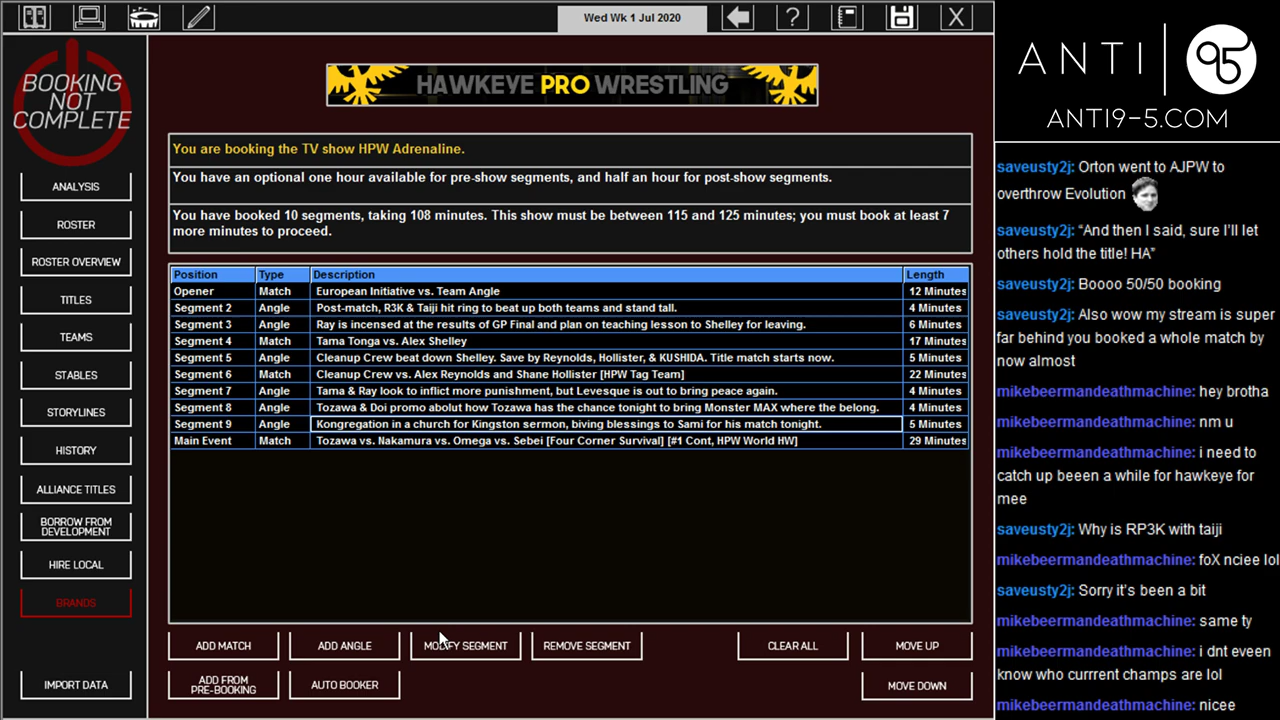 Wed Wk 1 Jul 2020
?
X
BOOKING
NOT
COMPLETE
ANALYSIS
ROSTER
ROSTER OVERVIEW
TITLES
TEAMS
STABLES
STORYLINES
HISTORY
ALLIANCE TITLES
BORROW FROM
DEVELOPMENT
HIRE LOCAL
BRANDS
IMPORT DATA
HAWKEYE PRO WRESTLING
You are booking the TV show HPW Adrenaline.
You have an optional one hour available for pre-show segments, and half an hour for post-show segments.
You have booked 10 segments, taking 108 minutes. This show must be between 115 and 125 minutes; you must book at least 7
more minutes to proceed.
Position Type Description Length
Opener Match European Initiative vs. Team Angle 12 Minutes
Segment 2 Angle Post-match, R3K & Taiji hit ring to beat up both teams and stand tall. 4 Minutes
Segment 3 Angle Ray is incensed at the results of GP Final and plan on teaching lesson to Shelley for leaving. 6 Minutes
Segment 4 Match Tama Tonga vs. Alex Shelley 17 Minutes
Segment 5 Angle Cleanup Crew beat down Shelley. Save by Reynolds, Hollister, & KUSHIDA. Title match starts now. 5 Minutes
Segment 6 Match Cleanup Crew vs. Alex Reynolds and Shane Hollister [HPW Tag Team] 22 Minutes
Segment 7 Angle Tama & Ray look to inflict more punishment, but Levesque is out to bring peace again. 4 Minutes
Segment 8 Angle Tozawa & Doi promo abolut how Tozawa has the chance tonight to bring Monster MAX where the belong. 4 Minutes
Segment 9 Angle Kongregation in a church for Kingston sermon, biving blessings to Sami for his match tonight. 5 Minutes
Main Event Match Tozawa vs. Nakamura vs. Omega vs. Sebei [Four Corner Survival] [#1 Cont, HPW World HW] 29 Minutes
ADD MATCH
ADD ANGLE
MODIFY SEGMENT
REMOVE SEGMENT
CLEAR ALL
MOVE UP
ADD FROM
PRE-BOOKING
AUTO BOOKER
MOVE DOWN
ANTI 95
ANTI9-5.COM
saveusty2j: Orton went to AJPW to
overthrow Evolution
saveusty2j: “And then I said, sure I’ll let
others hold the title! HA”
saveusty2j: Boooo 50/50 booking
saveusty2j: Also wow my stream is super
far behind you booked a whole match by
now almost
mikebeermandeathmachine: hey brotha
mikebeermandeathmachine: nm u
mikebeermandeathmachine: i need to
catch up beeen a while for hawkeye for
mee
saveusty2j: Why is RP3K with taiji
mikebeermandeathmachine: foX nciee lol
saveusty2j: Sorry it’s been a bit
mikebeermandeathmachine: same ty
mikebeermandeathmachine: i dnt eveen
know who currrent champs are lol
mikebeermandeathmachine: nicee